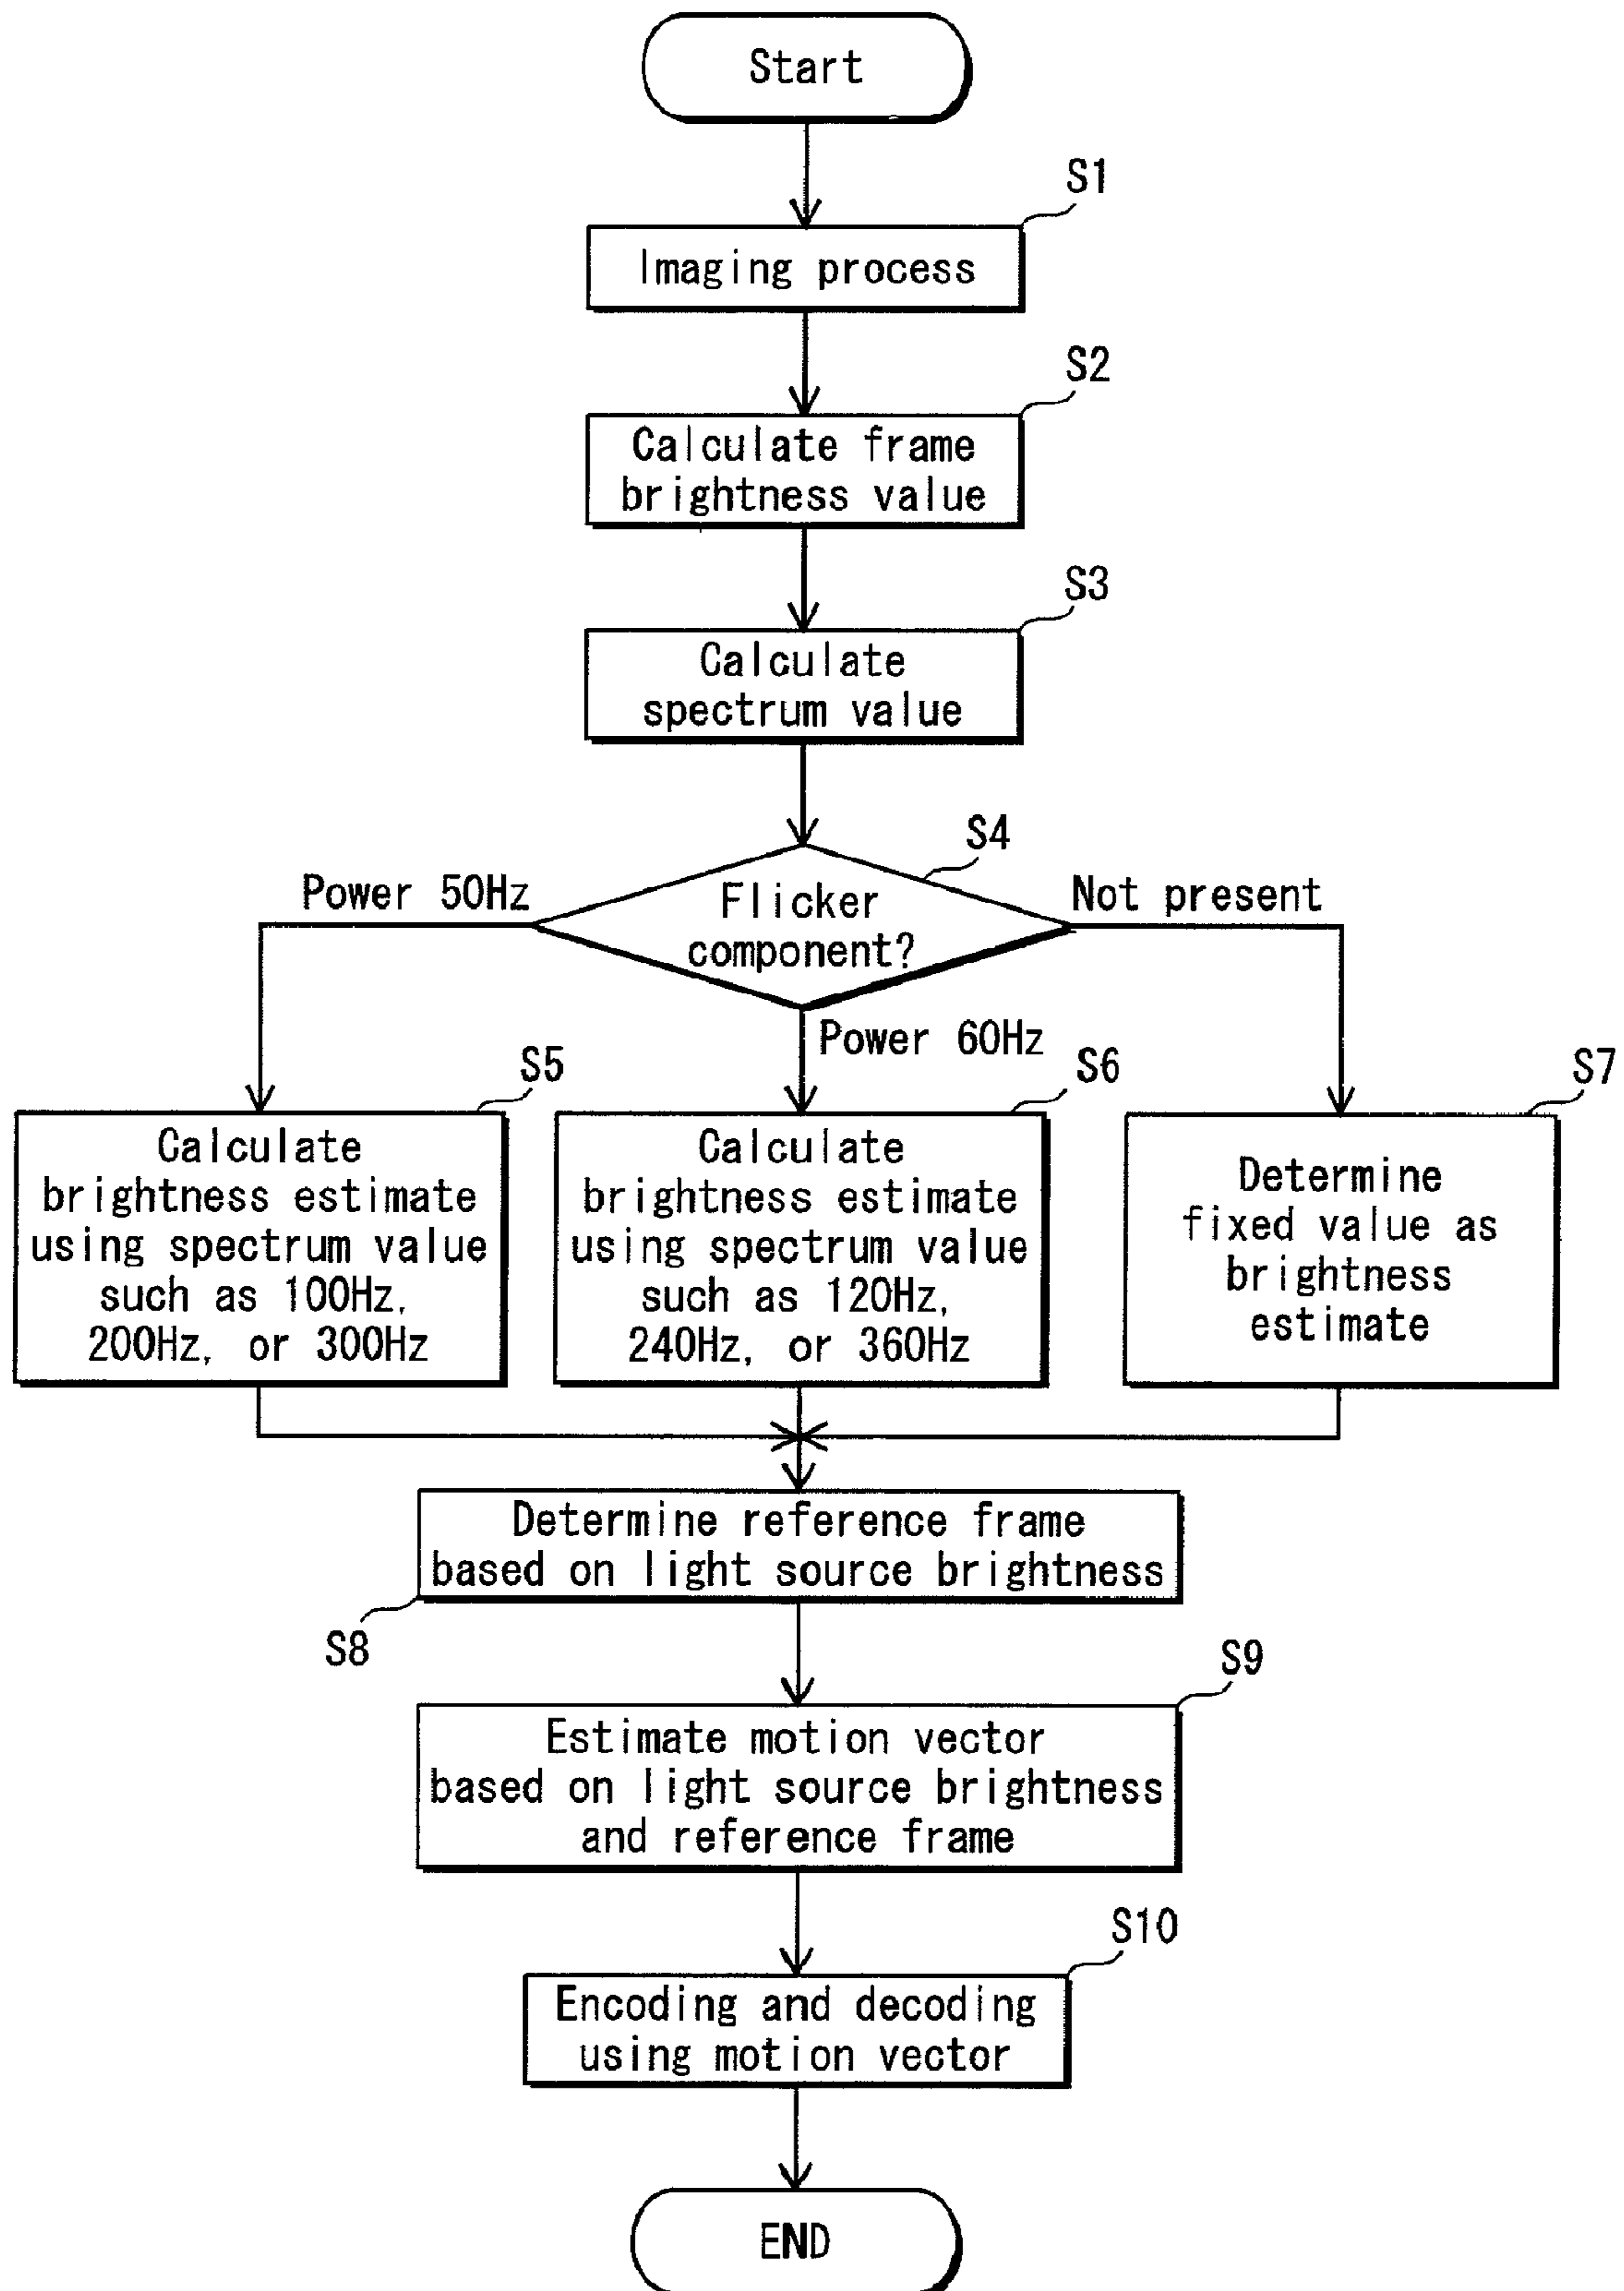 Start
S1
Imaging process
S2
Calculate frame
brightness value
S3
Calculate
spectrum value
S4
Power 50Hz
Flicker
component?
Not present
Power 60Hz
S5
Calculate
brightness estimate
using spectrum value
such as 100Hz,
200Hz, or 300Hz
S6
Calculate
brightness estimate
using spectrum value
such as 120Hz,
240Hz, or 360Hz
S7
Determine
fixed value as
brightness
estimate
Determine reference frame
based on light source brightness
S8
S9
Estimate motion vector
based on light source brightness
and reference frame
S10
Encoding and decoding
using motion vector
END